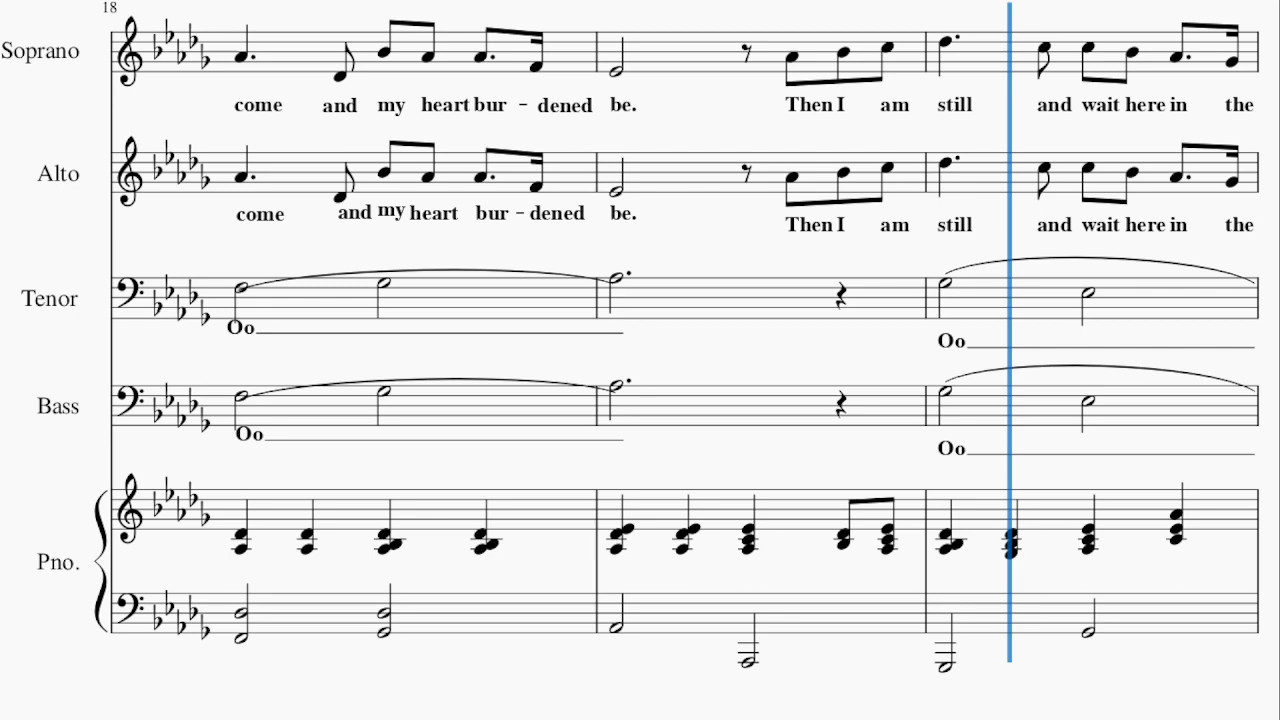 18
Soprano
come and my heart bur - dened be. Then I am still and wait here in the
Alto
come and my heart bur - dened be. Then I am still and wait here in the
Tenor
Oo Oo
Bass
Oo Oo
Pno.